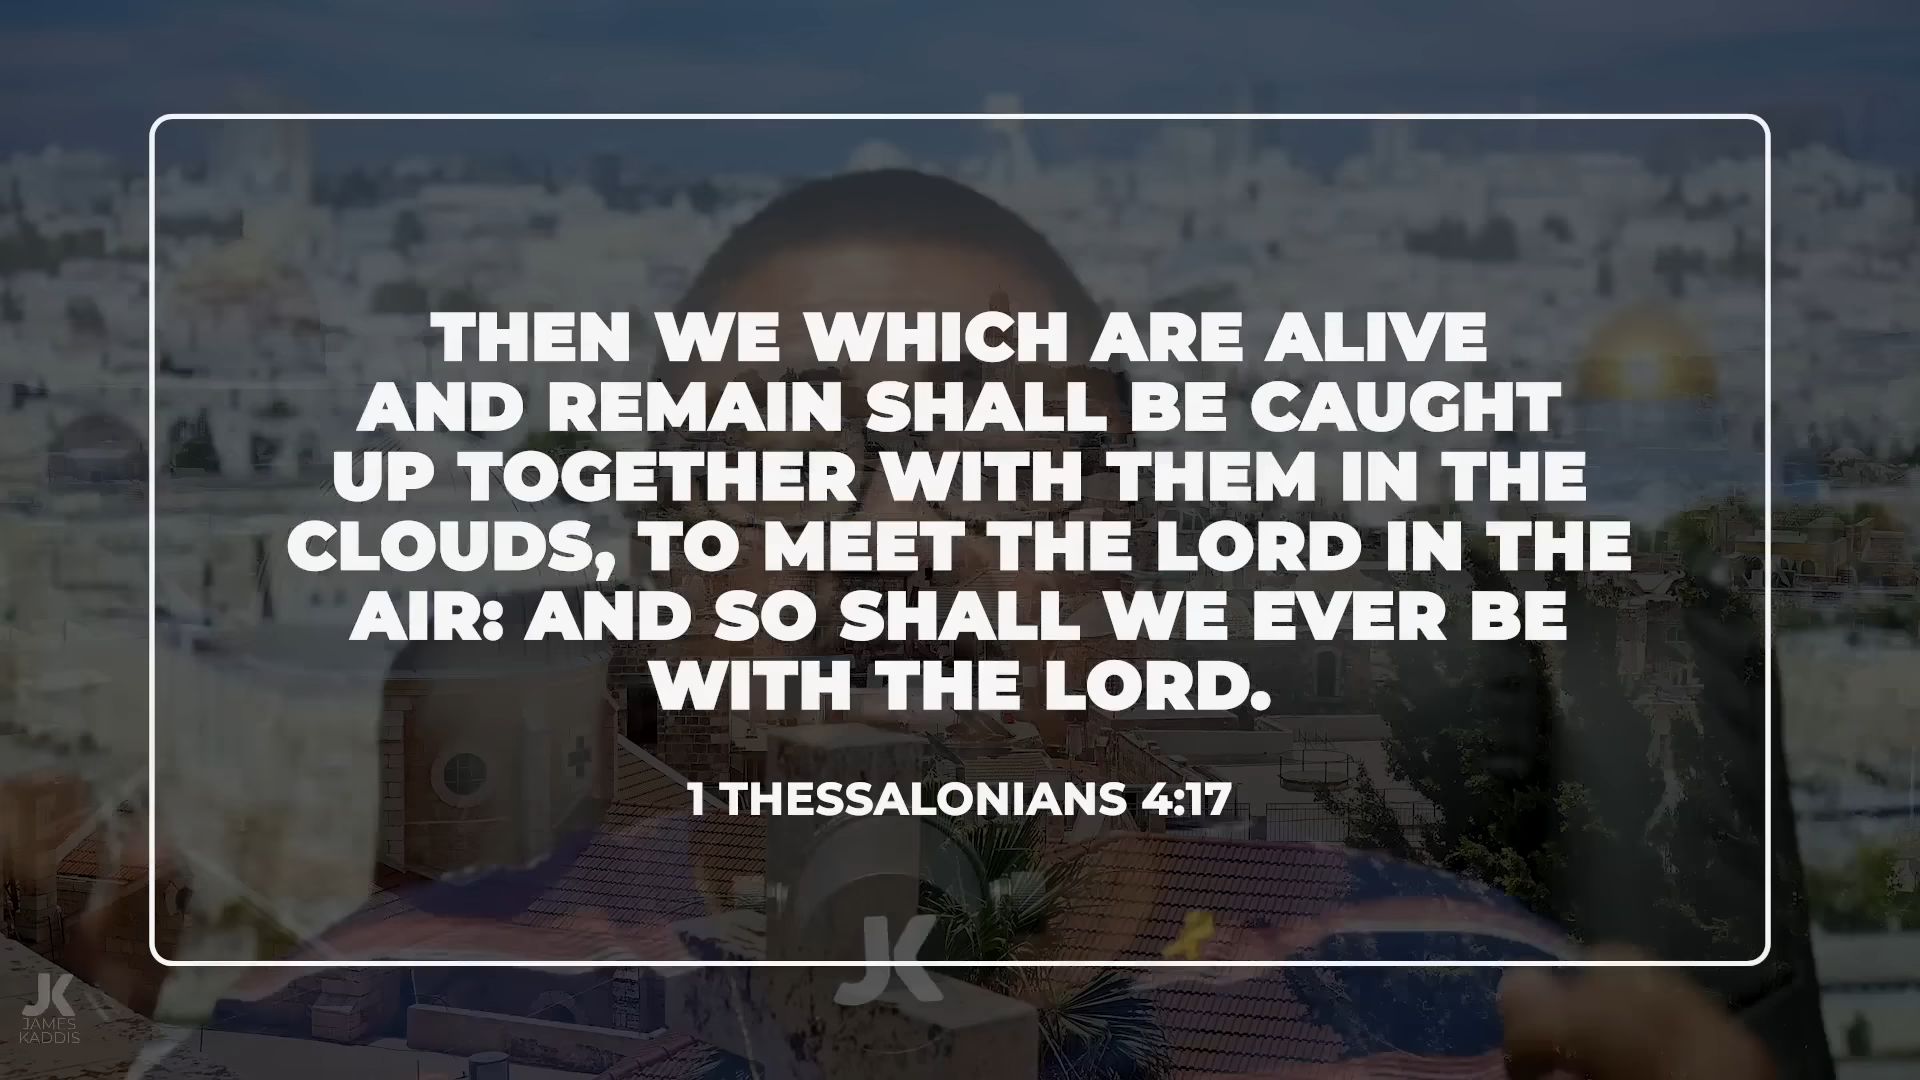 THEN WE WHICH ARE ALIVE
AND REMAIN SHALL BE CAUGHT
UP TOGETHER WITH THEM IN THE
CLOUDS, TO MEET THE LORD IN THE
AIR: AND SO SHALL WE EVER BE
WITH THE LORD.
1 THESSALONIANS 4:17
JK
JK
JAMES
KADDIS